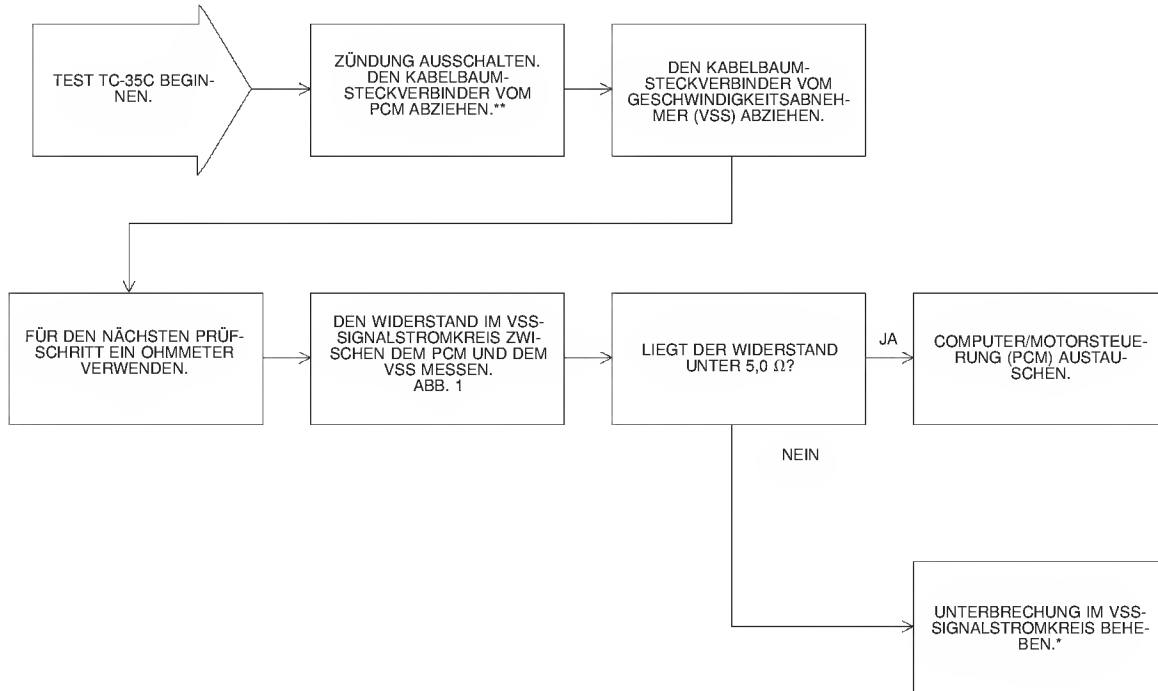 TEST TC-35C BEGIN-
NEN.
ZÜNDUNG AUSSCHALTEN.
DEN KABELBAUM-
STECKVERBINDER VOM
PCM ABZIEHEN.**
DEN KABELBAUM-
STECKVERBINDER VOM
GESCHWINDIGKEITSABNEH-
MER (VSS) ABZIEHEN.
FÜR DEN NÄCHSTEN PRÜF-
SCHRITT EIN OHMMETER
VERWENDEN.
DEN WIDERSTAND IM VSS-
SIGNALSTROMKREIS ZWI-
SCHEN DEM PCM UND DEM
VSS MESSEN.
ABB. 1
LIEGT DER WIDERSTAND
UNTER 5,0 Ω?
JA
COMPUTER/MOTORSTEUE-
RUNG (PCM) AUSTAU-
SCHEN.
NEIN
UNTERBRECHUNG IM VSS-
SIGNALSTROMKREIS BEHE-
BEN.*